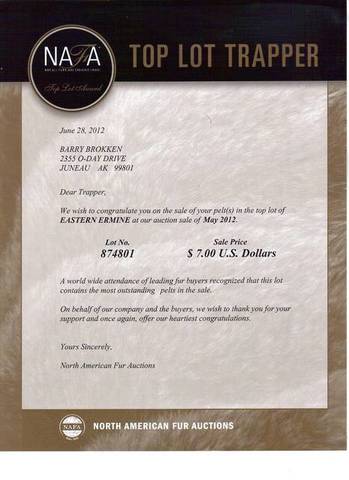 NAFA
TOP LOT TRAPPER
Top Lot Award
June 28, 2012
BARRY BROKKEN
2355 O-DAY DRIVE
JUNEAU AK 99801
Dear Trapper,
We wish to congratulate you on the sale of your pelt(s) in the top lot of
EASTERN ERMINE at our auction sale of May 2012.
Lot No. Sale Price
874801 $ 7.00 U.S. Dollars
A world wide attendance of leading fur buyers recognized that this lot
contains the most outstanding pelts in the sale.
On behalf of our company and the buyers, we wish to thank you for your
support and once again, offer our heartiest congratulations.
Yours Sincerely,
North American Fur Auctions
NAFA NORTH AMERICAN FUR AUCTIONS